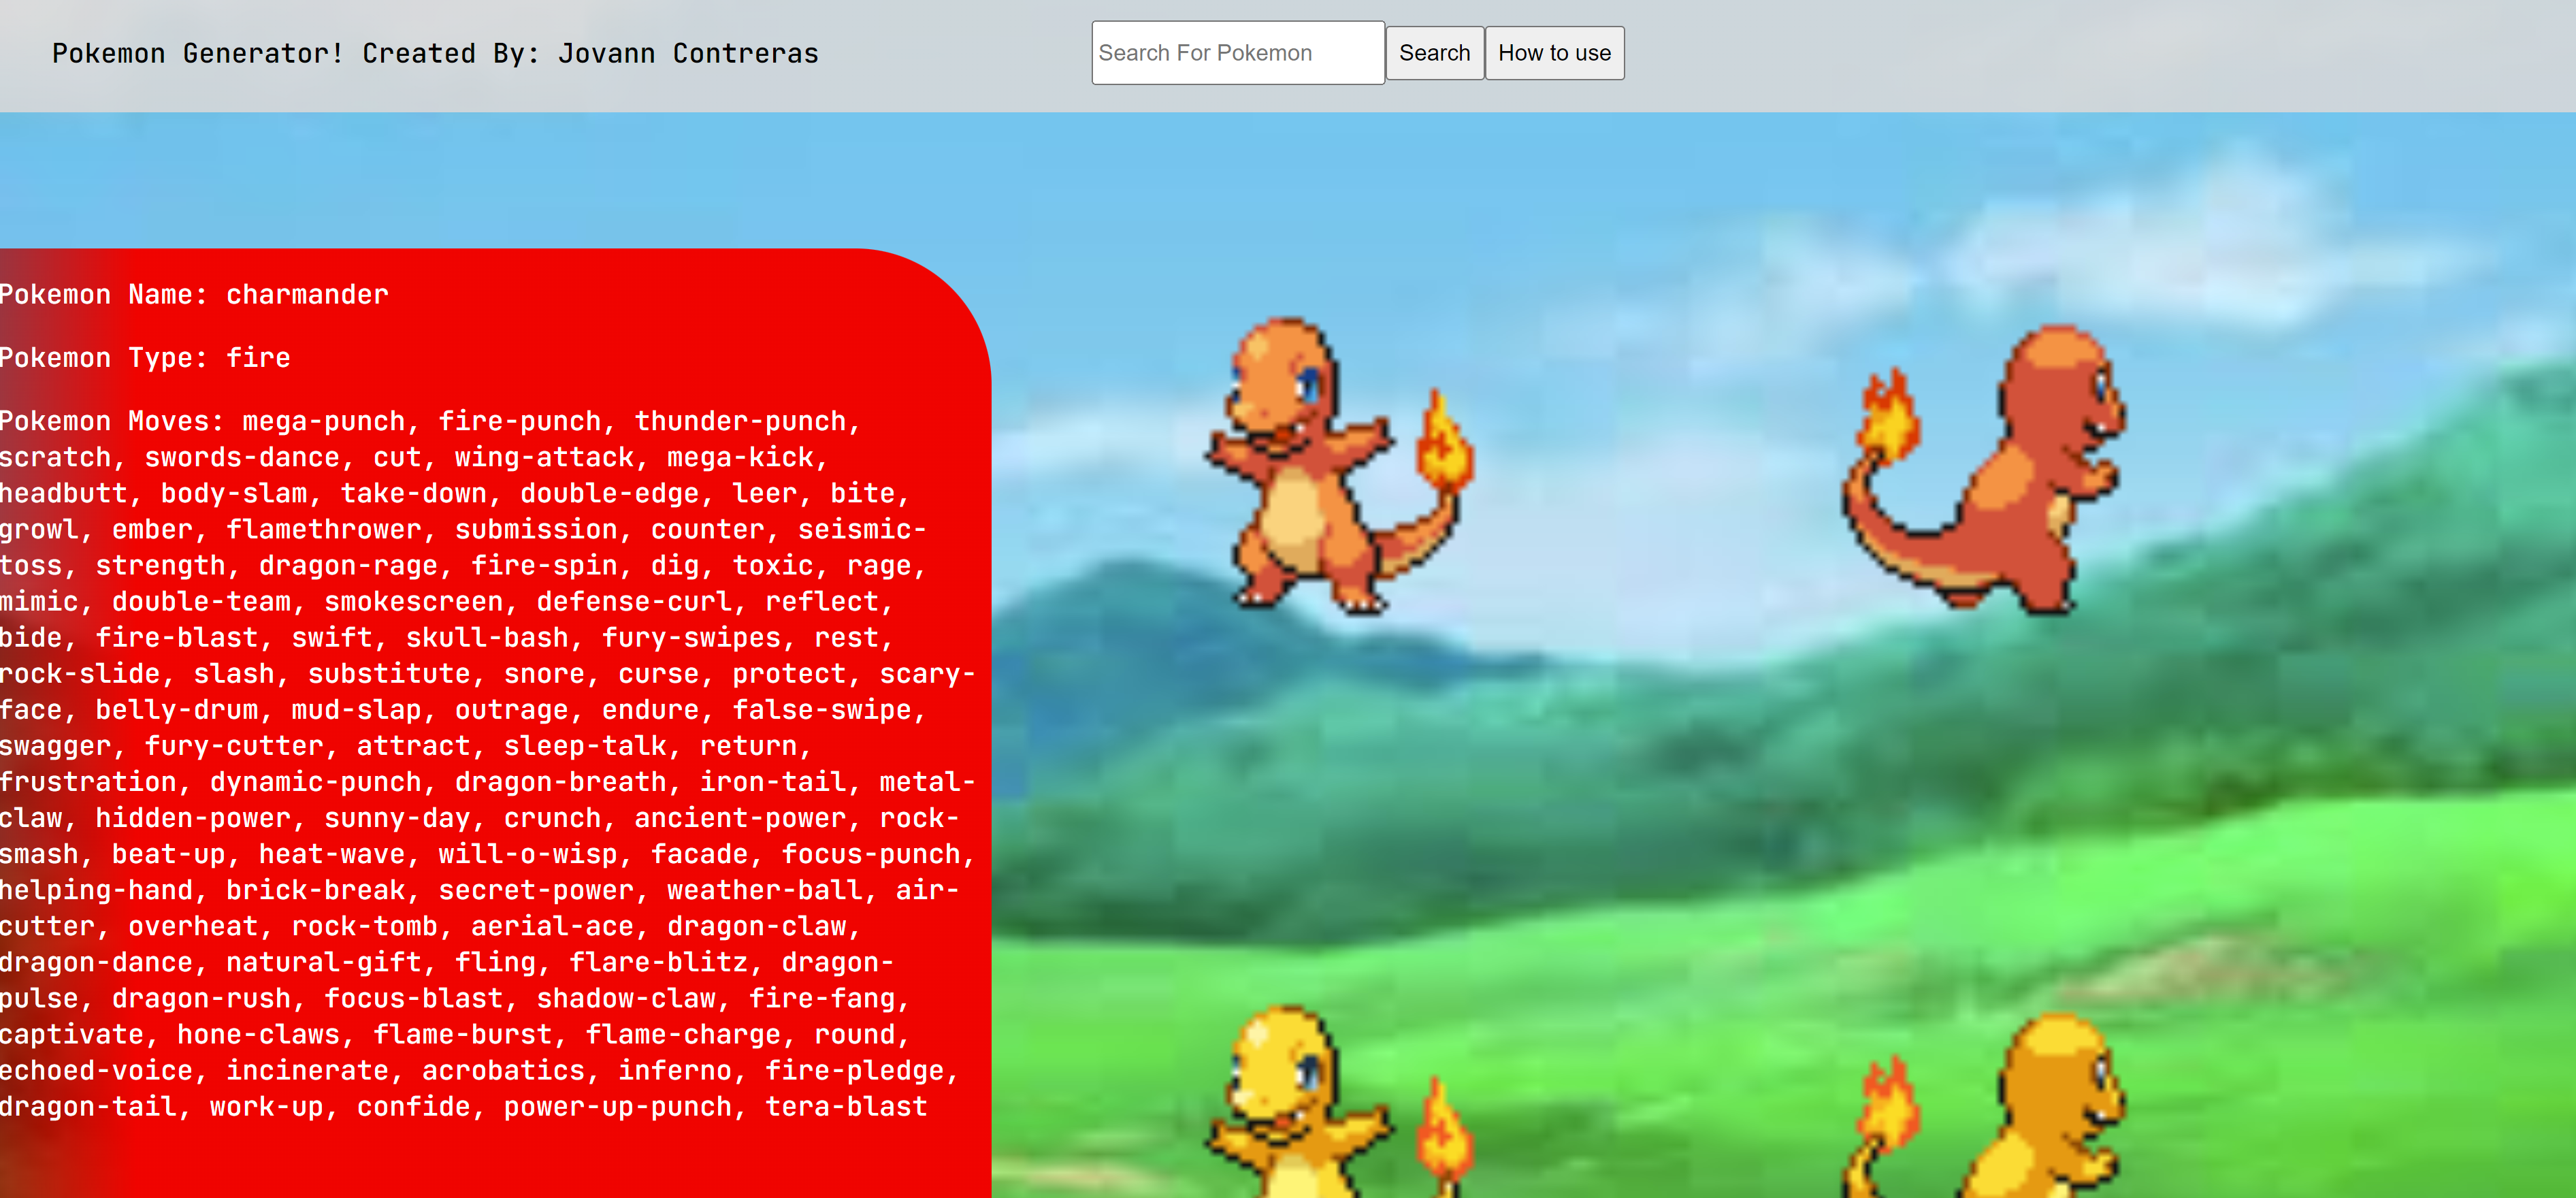 Pokemon Generator! Created By: Jovann Contreras
Search For Pokemon
Search
How to use
Pokemon Name: charmander
Pokemon Type: fire
Pokemon Moves: mega-punch, fire-punch, thunder-punch,
scratch, swords-dance, cut, wing-attack, mega-kick,
headbutt, body-slam, take-down, double-edge, leer, bite,
growl, ember, flamethrower, submission, counter, seismic-
toss, strength, dragon-rage, fire-spin, dig, toxic, rage,
mimic, double-team, smokescreen, defense-curl, reflect,
bide, fire-blast, swift, skull-bash, fury-swipes, rest,
rock-slide, slash, substitute, snore, curse, protect, scary-
face, belly-drum, mud-slap, outrage, endure, false-swipe,
swagger, fury-cutter, attract, sleep-talk, return,
frustration, dynamic-punch, dragon-breath, iron-tail, metal-
claw, hidden-power, sunny-day, crunch, ancient-power, rock-
smash, beat-up, heat-wave, will-o-wisp, facade, focus-punch,
helping-hand, brick-break, secret-power, weather-ball, air-
cutter, overheat, rock-tomb, aerial-ace, dragon-claw,
dragon-dance, natural-gift, fling, flare-blitz, dragon-
pulse, dragon-rush, focus-blast, shadow-claw, fire-fang,
captivate, hone-claws, flame-burst, flame-charge, round,
echoed-voice, incinerate, acrobatics, inferno, fire-pledge,
dragon-tail, work-up, confide, power-up-punch, tera-blast